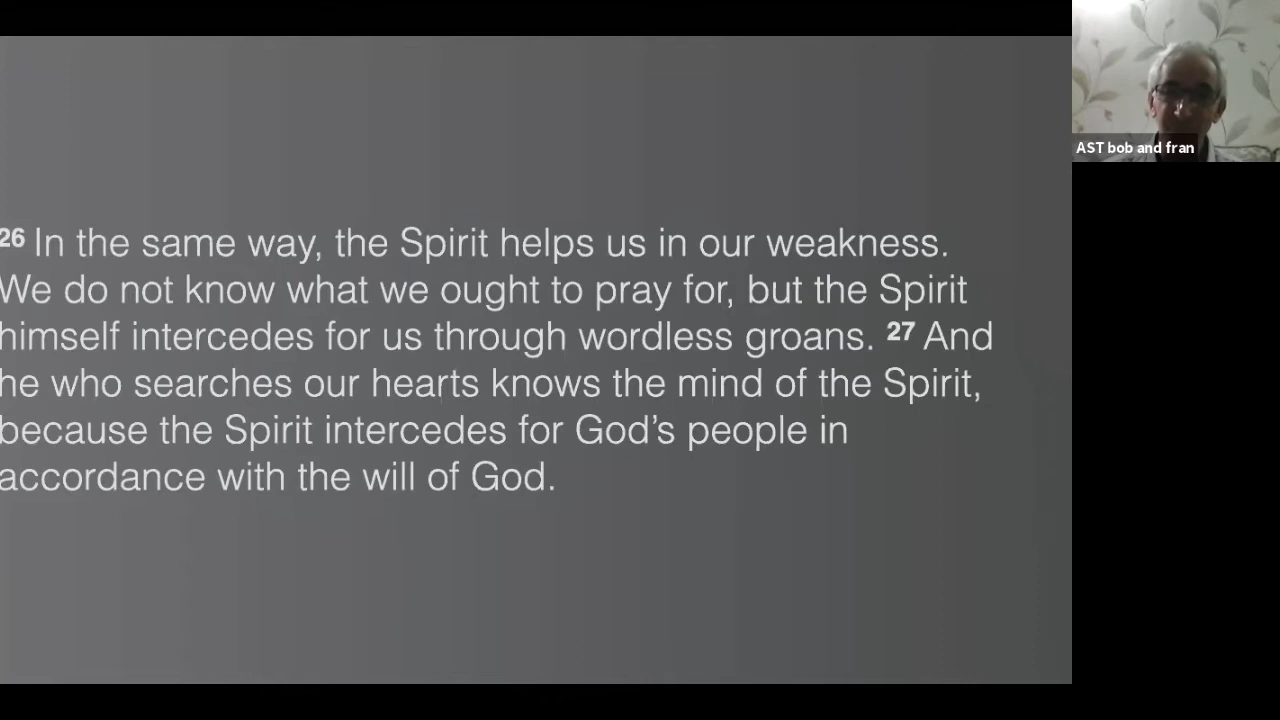 26 In the same way, the Spirit helps us in our weakness.
We do not know what we ought to pray for, but the Spirit
himself intercedes for us through wordless groans. 27 And
he who searches our hearts knows the mind of the Spirit,
because the Spirit intercedes for God’s people in
accordance with the will of God.
AST bob and fran